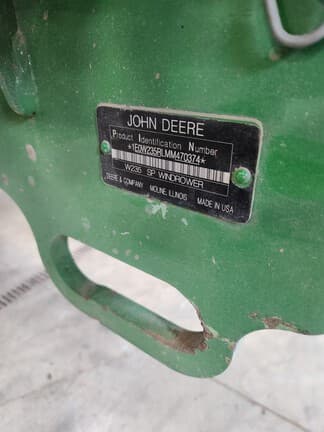 JOHN DEERE
Product Identification Number
*1E0W235RLMM470374*
W235 SP WINDROWER
DEERE & COMPANY MOLINE, ILLINOIS MADE IN USA